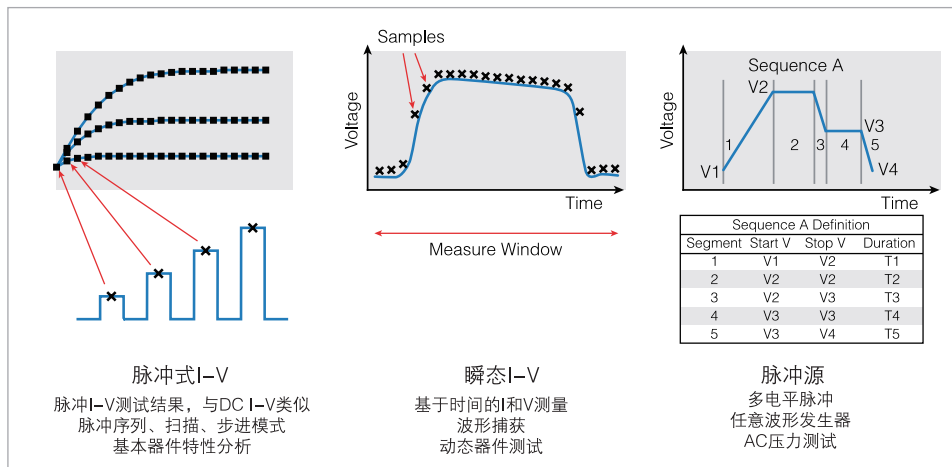 Samples
Voltage
Time
Measure Window
Voltage
Sequence A
V2
V3
V1
V4
1
2
3
4
5
Time
Sequence A Definition
Segment Start V Stop V Duration
1 V1 V2 T1
2 V2 V2 T2
3 V2 V3 T3
4 V3 V3 T4
5 V3 V4 T5
脉冲式I-V
脉冲I-V测试结果，与DC I-V类似
脉冲序列、扫描、步进模式
基本器件特性分析
瞬态I-V
基于时间的I和V测量
波形捕获
动态器件测试
脉冲源
多电平脉冲
任意波形发生器
AC压力测试